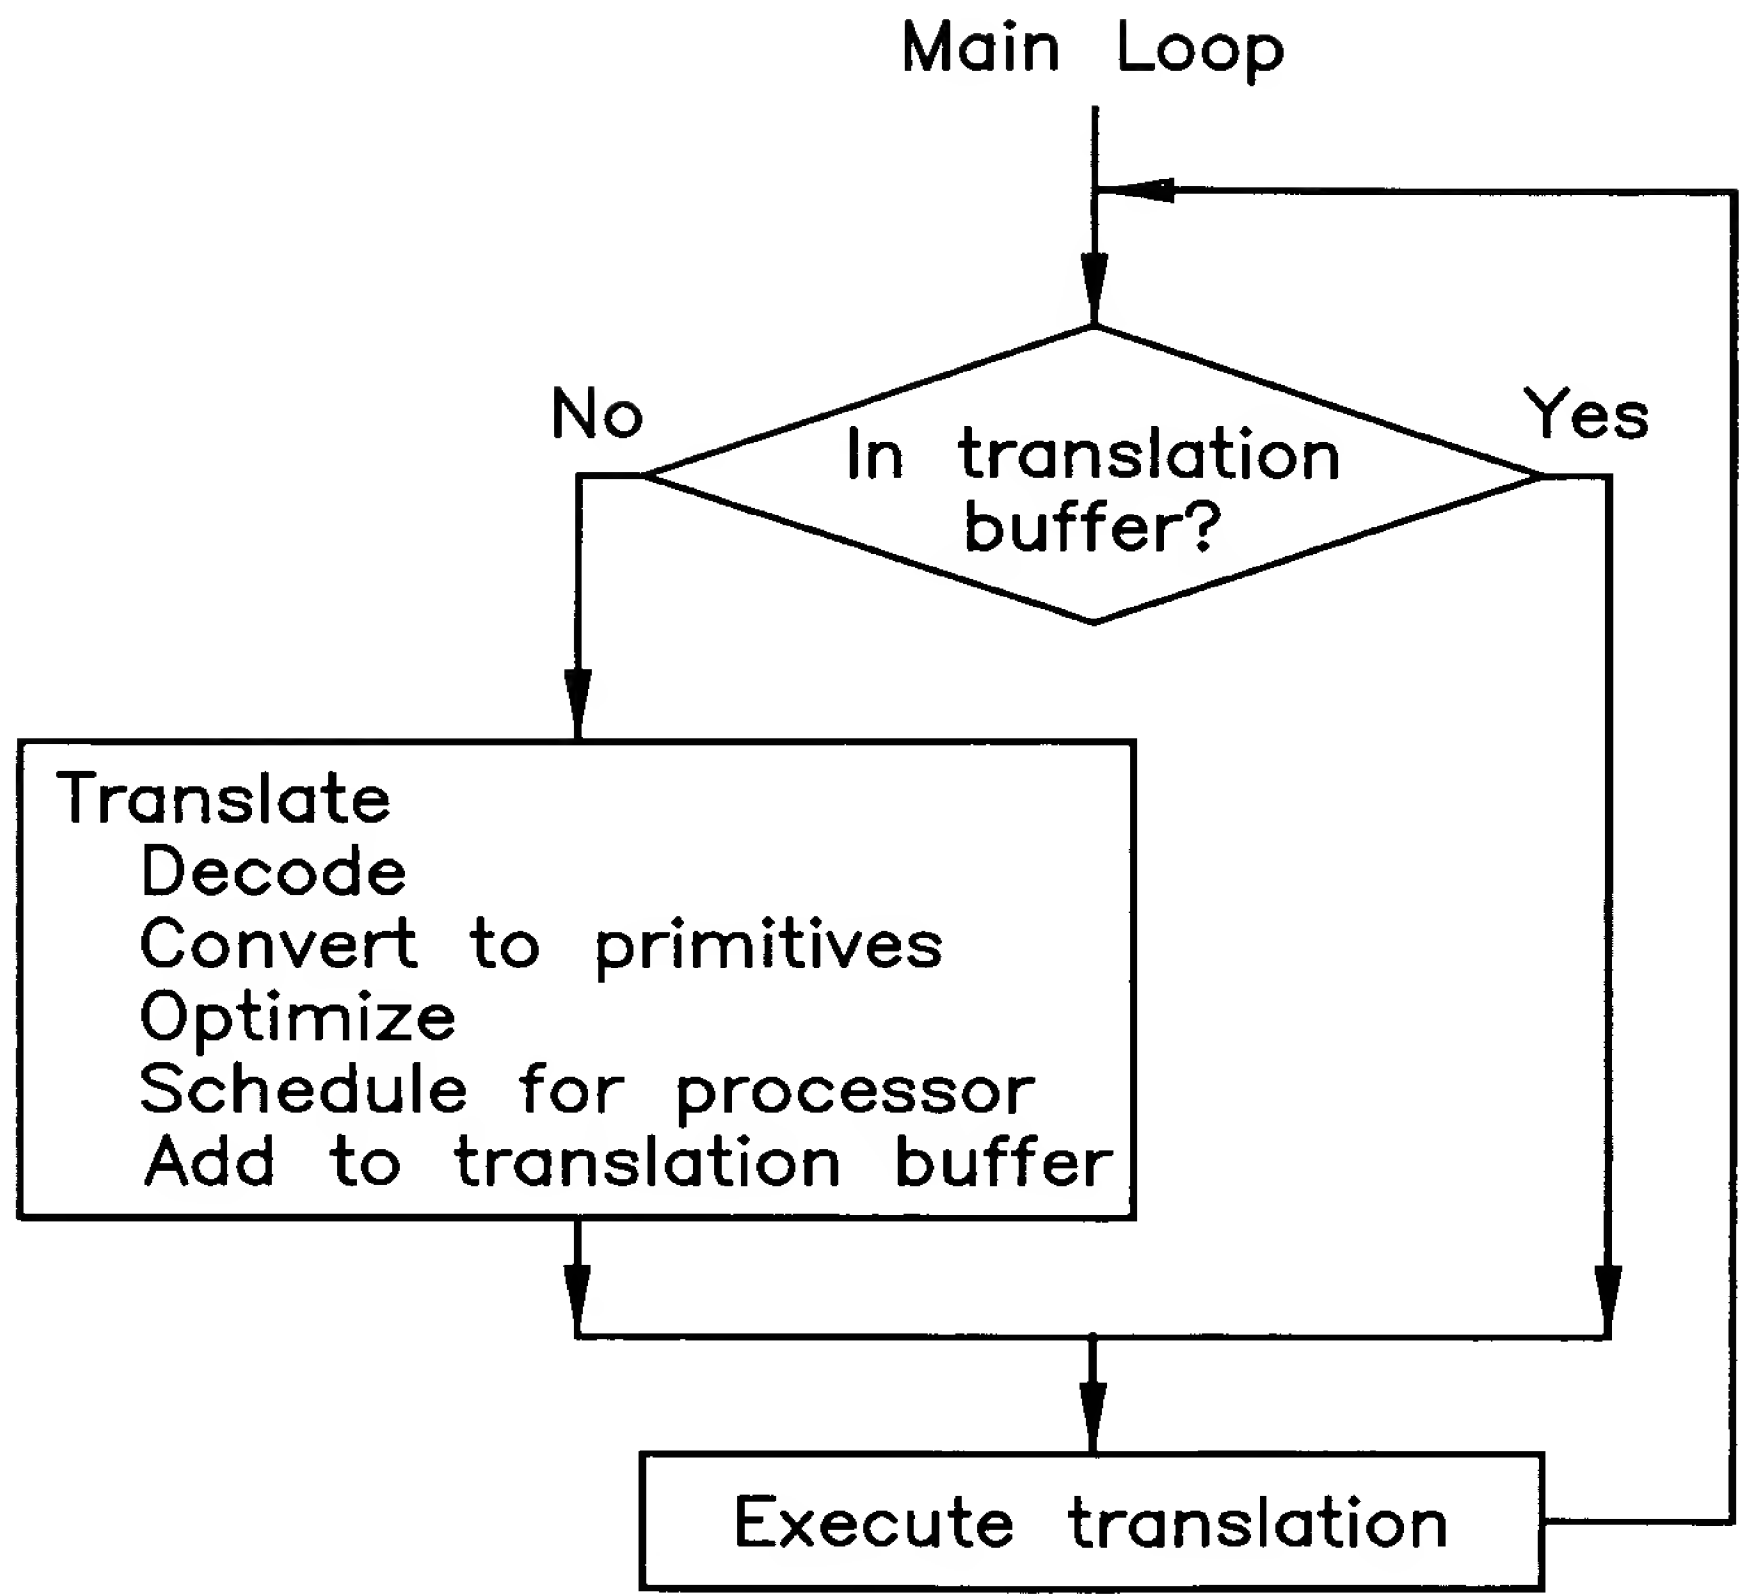 Main Loop
No
Yes
In translation
buffer?
Translate
Decode
Convert to primitives
Optimize
Schedule for processor
Add to translation buffer
Execute translation